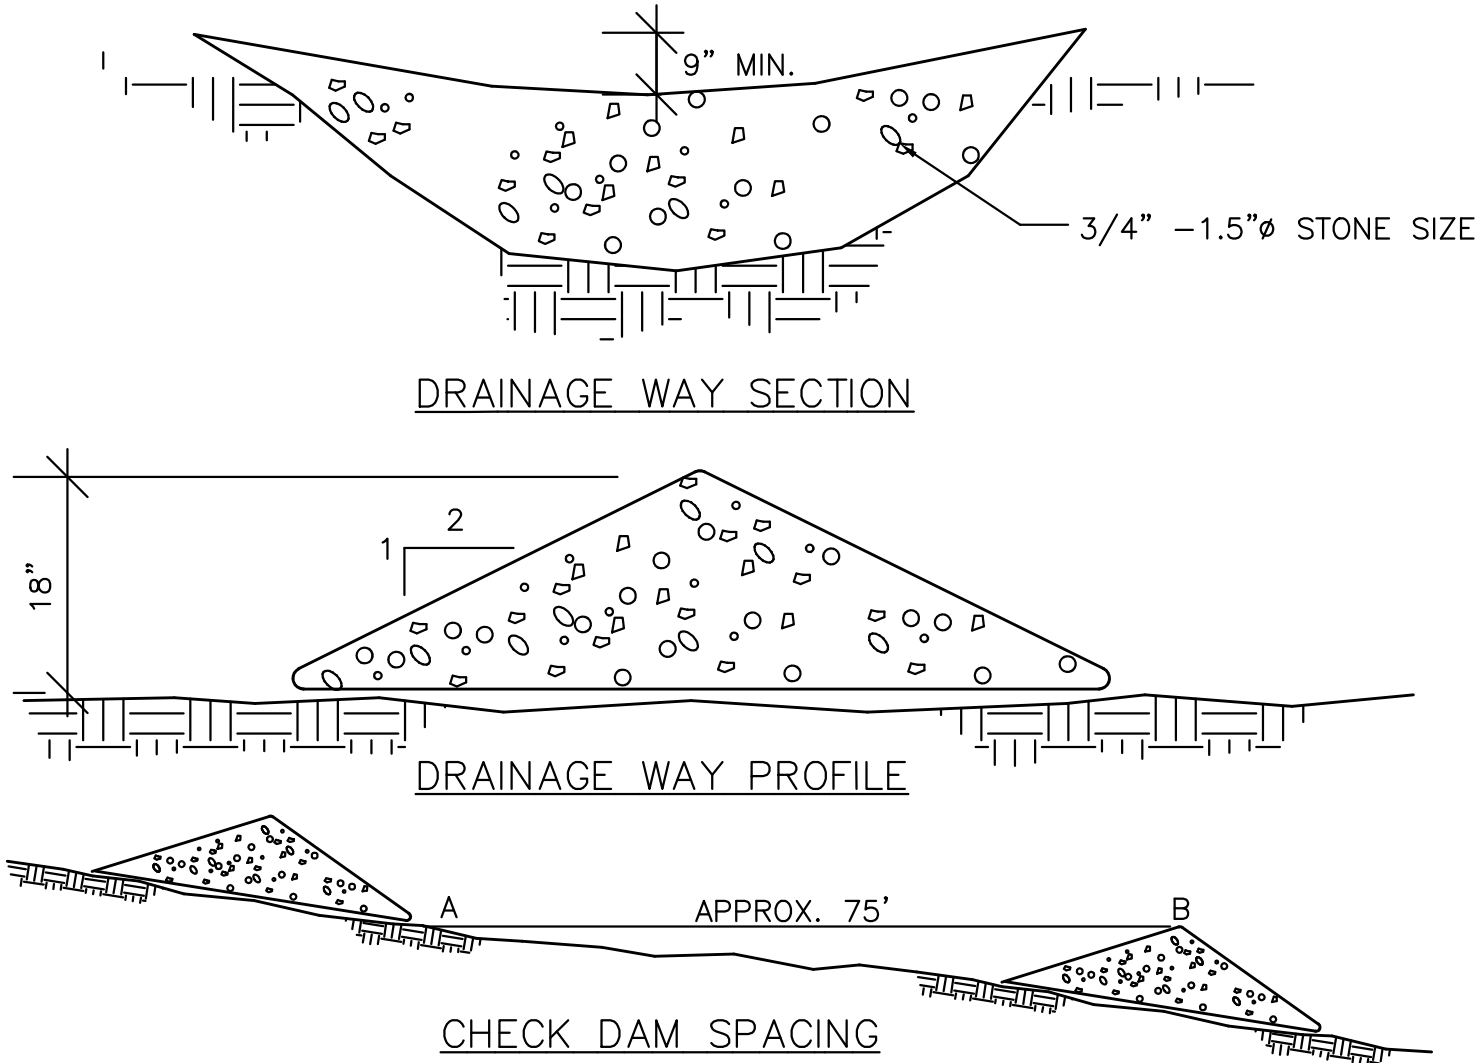 9” MIN.
3/4” –1.5”ø STONE SIZE
DRAINAGE WAY SECTION
2
1
18”
DRAINAGE WAY PROFILE
A
APPROX. 75’
B
CHECK DAM SPACING